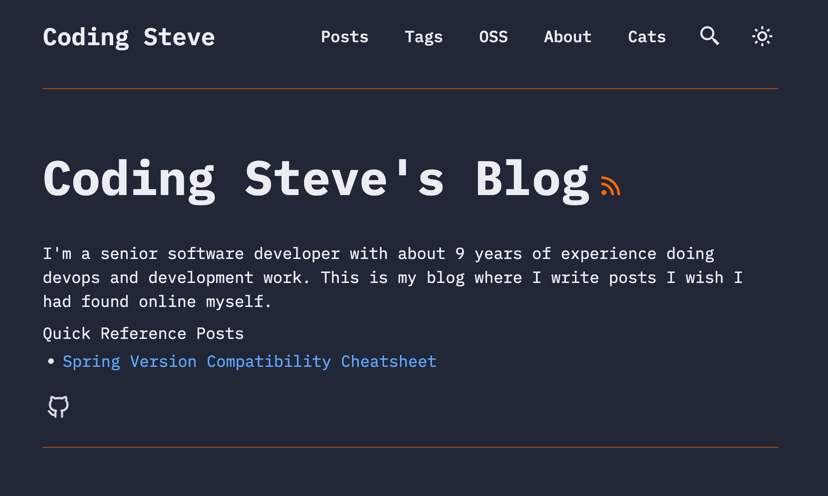 Coding Steve Posts Tags OSS About Cats
Coding Steve's Blog
I'm a senior software developer with about 9 years of experience doing
devops and development work. This is my blog where I write posts I wish I
had found online myself.
Quick Reference Posts
• Spring Version Compatibility Cheatsheet